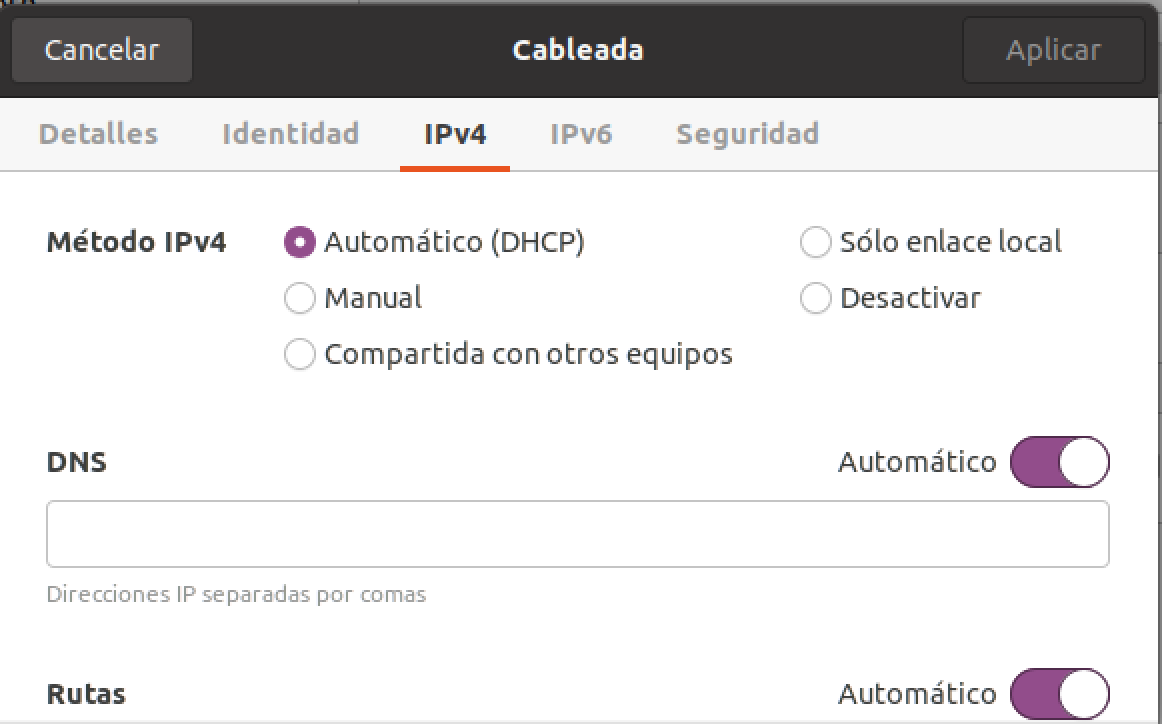 Cancelar Cableada Aplicar
Detalles Identidad IPv4 IPv6 Seguridad
Método IPv4 Automático (DHCP) Sólo enlace local
Manual Desactivar
Compartida con otros equipos
DNS Automático
Direcciones IP separadas por comas
Rutas Automático